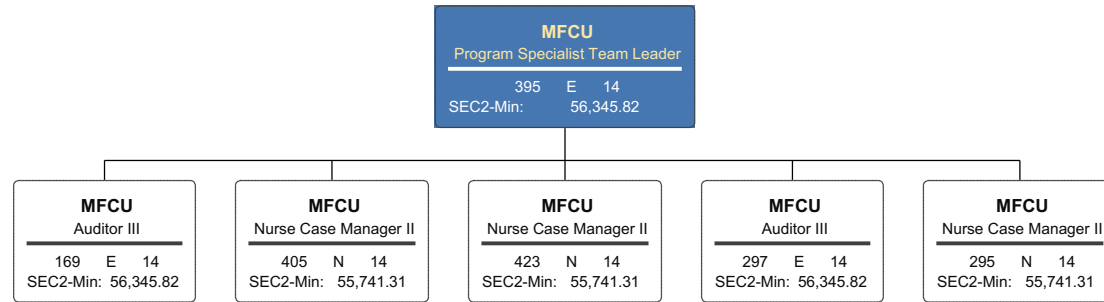 MFCU
Program Specialist Team Leader
395 E 14
SEC2-Min: 56,345.82
MFCU
Auditor III
169 E 14
SEC2-Min: 56,345.82
MFCU
Nurse Case Manager II
405 N 14
SEC2-Min: 55,741.31
MFCU
Nurse Case Manager II
423 N 14
SEC2-Min: 55,741.31
MFCU
Auditor III
297 E 14
SEC2-Min: 56,345.82
MFCU
Nurse Case Manager II
295 N 14
SEC2-Min: 55,741.31